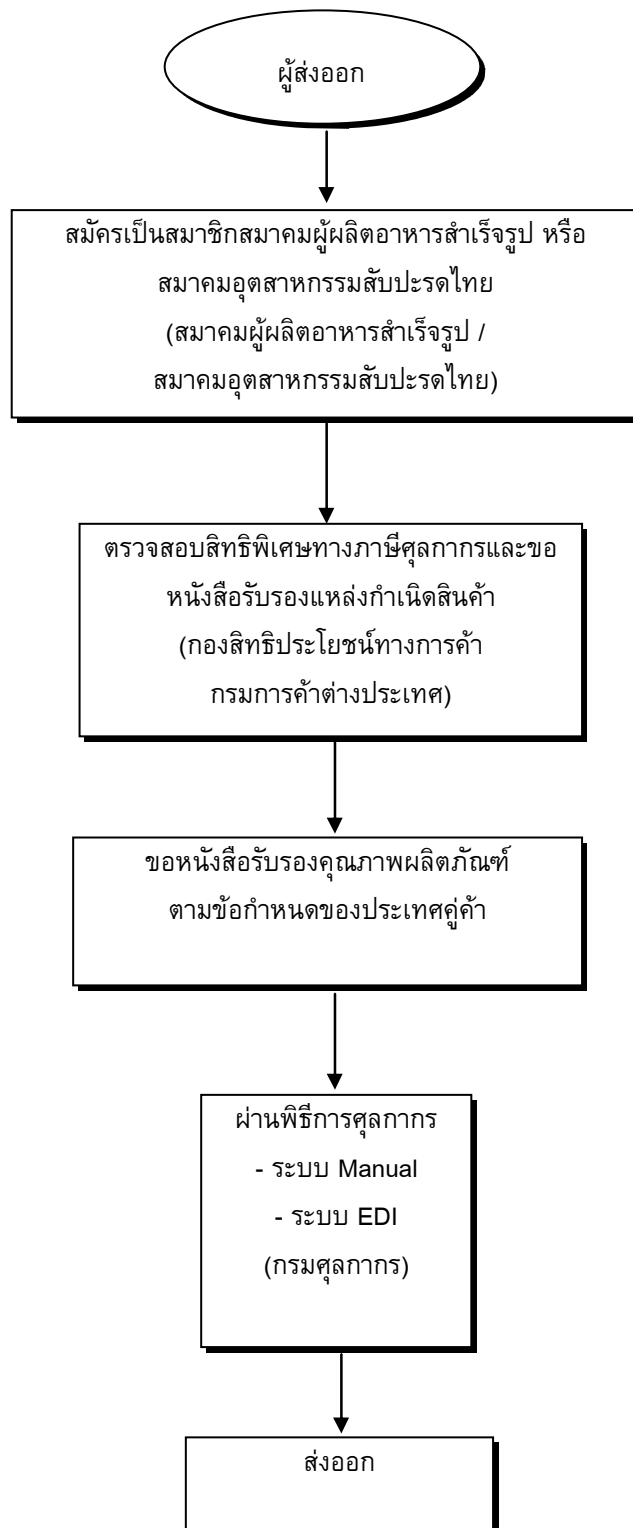 ผู้ส่งออก
สมัครเป็นสมาชิกสมาคมผู้ผลิตอาหารสำเร็จรูป หรือ
สมาคมอุตสาหกรรมสับปะรดไทย
(สมาคมผู้ผลิตอาหารสำเร็จรูป /
สมาคมอุตสาหกรรมสับปะรดไทย)
ตรวจสอบสิทธิพิเศษทางภาษีศุลกากรและขอ
หนังสือรับรองแหล่งกำเนิดสินค้า
(กองสิทธิประโยชน์ทางการค้า
กรมการค้าต่างประเทศ)
ขอหนังสือรับรองคุณภาพผลิตภัณฑ์
ตามข้อกำหนดของประเทศคู่ค้า
ผ่านพิธีการศุลกากร
- ระบบ Manual
- ระบบ EDI
(กรมศุลกากร)
ส่งออก